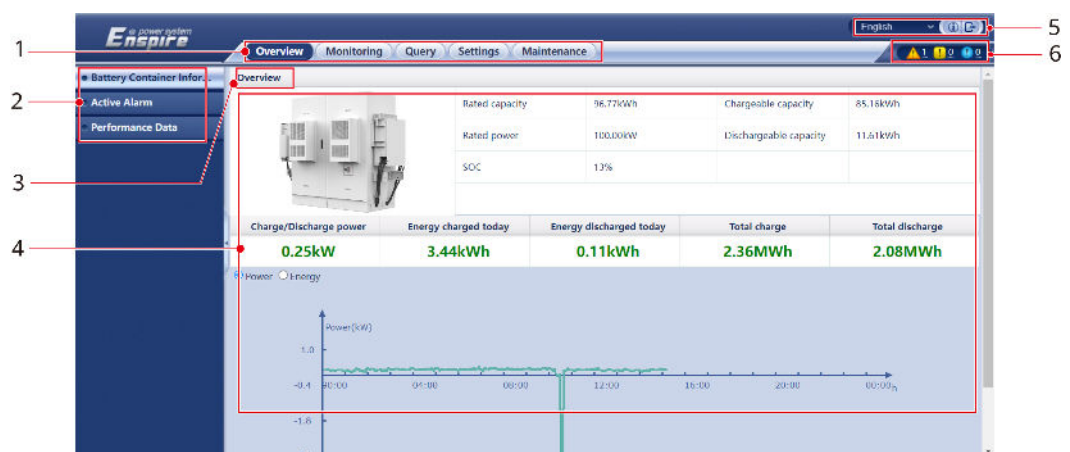 e power system
Enspire
English
5
1
Overview Monitoring Query Settings Maintenance
1 0 0
6
Battery Container Infor...
Overview
2
Active Alarm
Performance Data
3
4
Rated capacity 96.77kWh Chargeable capacity 85.16kWh
Rated power 100.00kW Dischargeable capacity 11.61kWh
SOC 13%
Charge/Discharge power Energy charged today Energy discharged today Total charge Total discharge
0.25kW 3.44kWh 0.11kWh 2.36MWh 2.08MWh
Power Energy
Power(kW)
1.0
-0.4 00:00 04:00 08:00 12:00 16:00 20:00 00:00h
-1.8